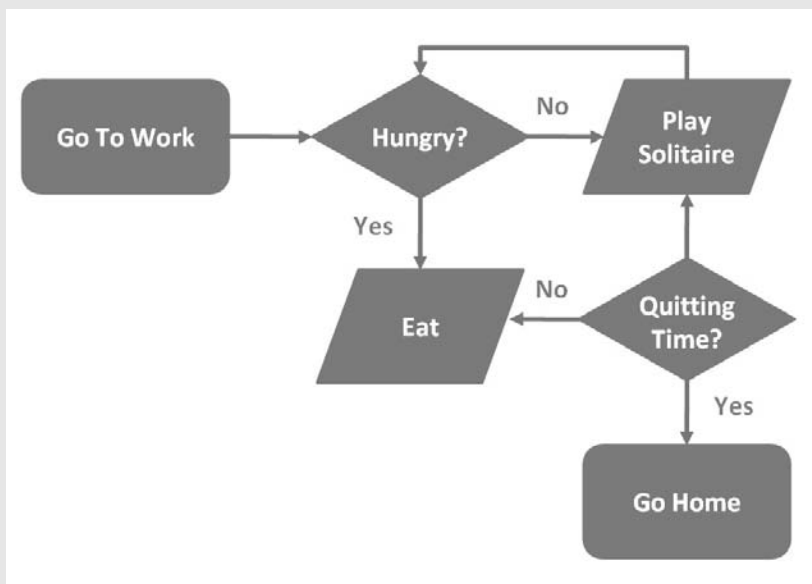 Go To Work
Hungry?
No
Play
Solitaire
Yes
Eat
No
Quitting
Time?
Yes
Go Home